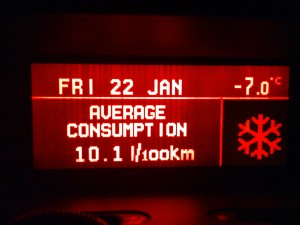 FRI 22 JAN -7.0°C
AVERAGE
CONSUMPTION
10.1 l/100km